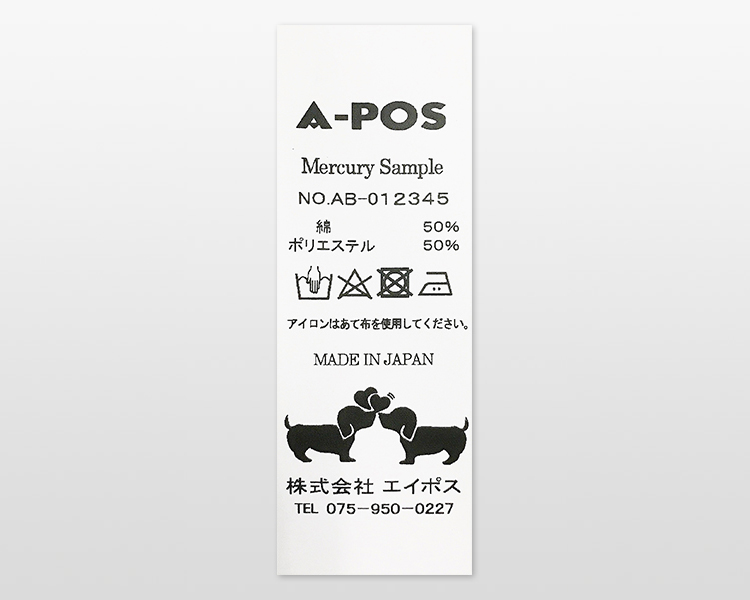 A-POS
Mercury Sample
NO.AB-012345
綿 50%
ポリエステル 50%
アイロンはあて布を使用してください。
MADE IN JAPAN
株式会社 エイポス
TEL 075-950-0227